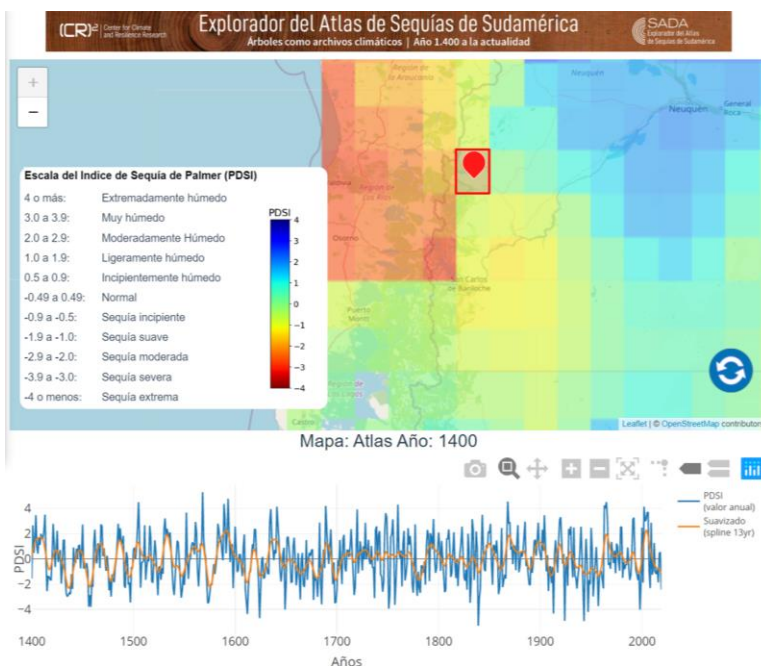 (CR)² Center for Climate and Resilience Research
Explorador del Atlas de Sequías de Sudamérica
Árboles como archivos climáticos | Año 1.400 a la actualidad
SADA
Explorador del Atlas
de Sequías de Sudamérica
+
−
Región de
la Araucanía
Neuquén
Neuquén
General
Roca
Región de
Los Ríos
Osorno
San Carlos
de Bariloche
Puerto
Montt
Región de
Los Lagos
Castro
Escala del Indice de Sequía de Palmer (PDSI)
4 o más: Extremadamente húmedo
3.0 a 3.9: Muy húmedo
2.0 a 2.9: Moderadamente Húmedo
1.0 a 1.9: Ligeramente húmedo
0.5 a 0.9: Incipientemente húmedo
-0.49 a 0.49: Normal
-0.9 a -0.5: Sequía incipiente
-1.9 a -1.0: Sequía suave
-2.9 a -2.0: Sequía moderada
-3.9 a -3.0: Sequía severa
-4 o menos: Sequía extrema
PDSI
4
3
2
1
0
−1
−2
−3
−4
Leaflet | © OpenStreetMap contributors
Mapa: Atlas Año: 1400
PDSI
(valor anual)
Suavizado
(spline 13yr)
PDSI
4
2
0
−2
−4
1400 1500 1600 1700 1800 1900 2000
Años